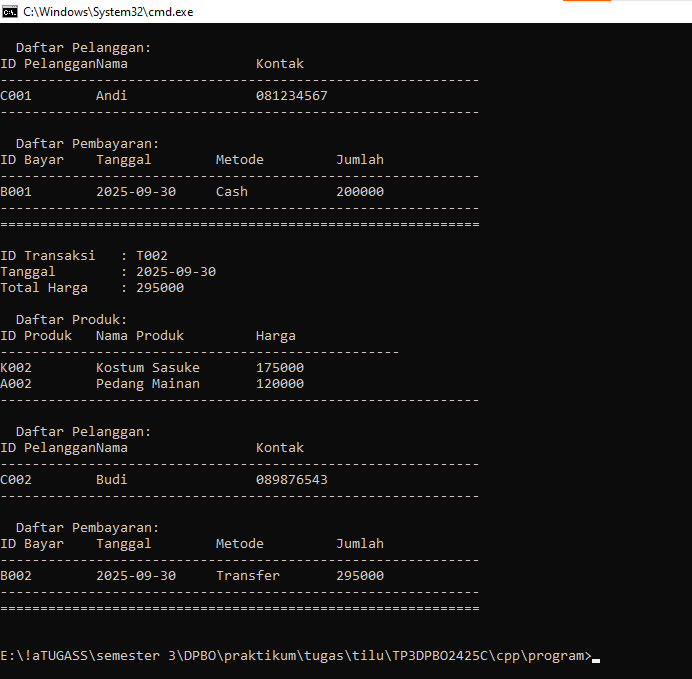 C:\Windows\System32\cmd.exe
Daftar Pelanggan:
ID PelangganNama                Kontak
------------------------------------------------------------
C001        Andi                081234567
------------------------------------------------------------
Daftar Pembayaran:
ID Bayar    Tanggal        Metode         Jumlah
------------------------------------------------------------
B001        2025-09-30     Cash           200000
------------------------------------------------------------
============================================================
ID Transaksi   : T002
Tanggal        : 2025-09-30
Total Harga    : 295000
Daftar Produk:
ID Produk   Nama Produk         Harga
--------------------------------------------------
K002        Kostum Sasuke       175000
A002        Pedang Mainan       120000
------------------------------------------------------------
Daftar Pelanggan:
ID PelangganNama                Kontak
------------------------------------------------------------
C002        Budi                089876543
------------------------------------------------------------
Daftar Pembayaran:
ID Bayar    Tanggal        Metode         Jumlah
------------------------------------------------------------
B002        2025-09-30     Transfer       295000
------------------------------------------------------------
============================================================
E:\!aTUGASS\semester 3\DPBO\praktikum\tugas\tilu\TP3DPBO2425C\cpp\program>